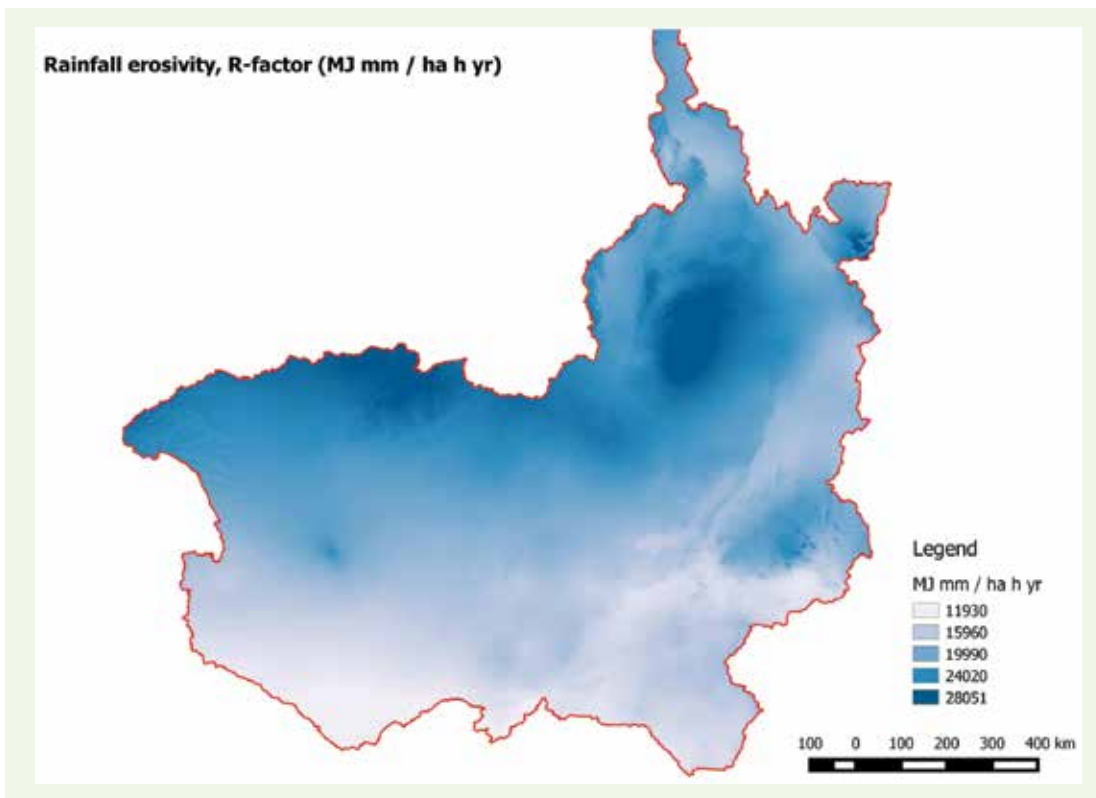 Rainfall erosivity, R-factor (MJ mm / ha h yr)
Legend
MJ mm / ha h yr
11930
15960
19990
24020
28051
100 0 100 200 300 400 km